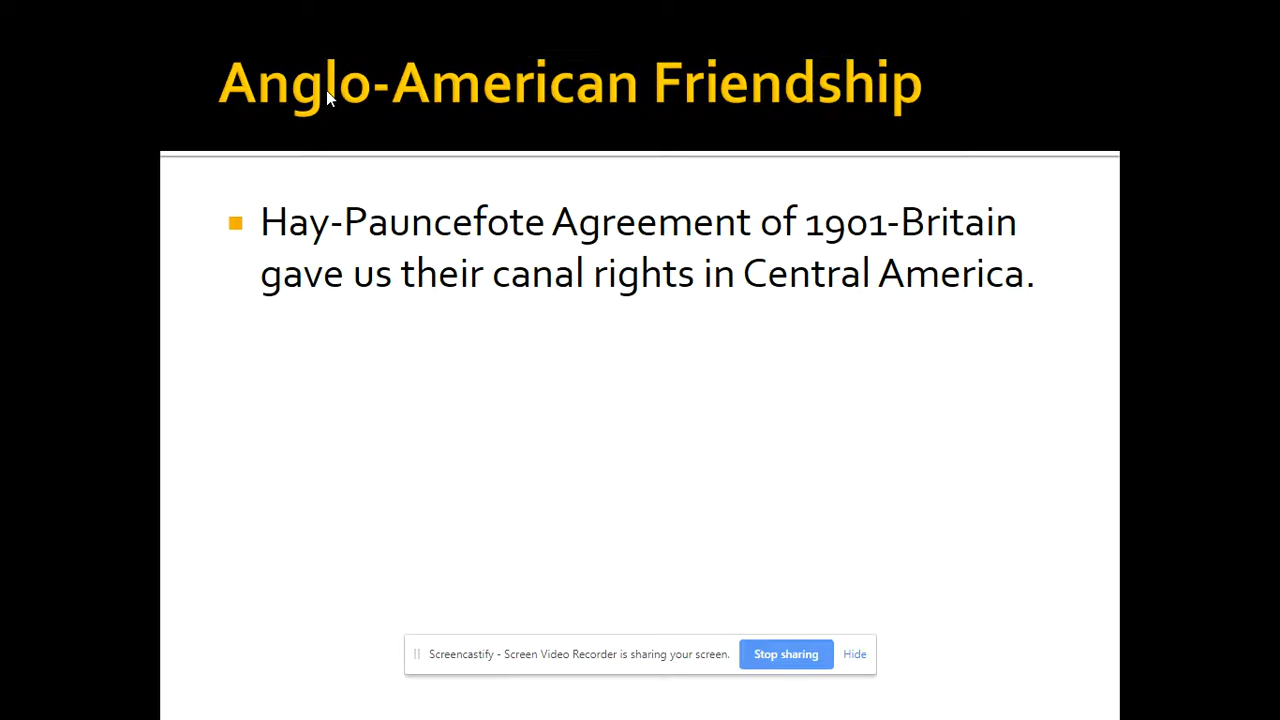 Anglo-American Friendship
Hay-Pauncefote Agreement of 1901-Britain
gave us their canal rights in Central America.
Screencastify - Screen Video Recorder is sharing your screen. Stop sharing Hide